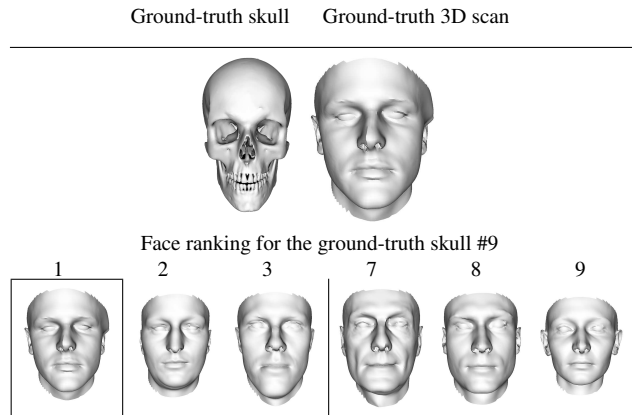 Ground-truth skull Ground-truth 3D scan
Face ranking for the ground-truth skull #9
1 2 3 7 8 9